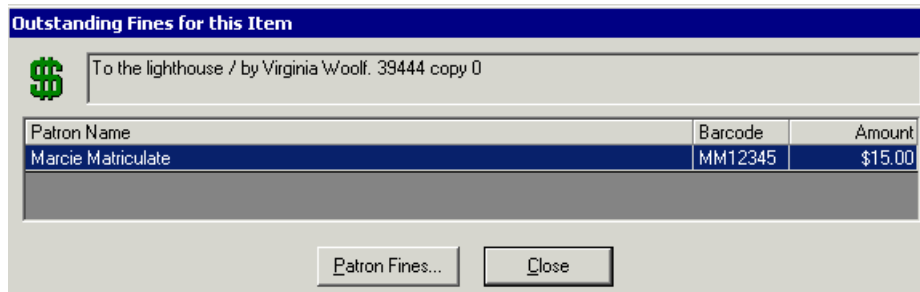 Outstanding Fines for this Item
To the lighthouse / by Virginia Woolf. 39444 copy 0
Patron Name Barcode Amount
Marcie Matriculate MM12345 $15.00
Patron Fines... Close